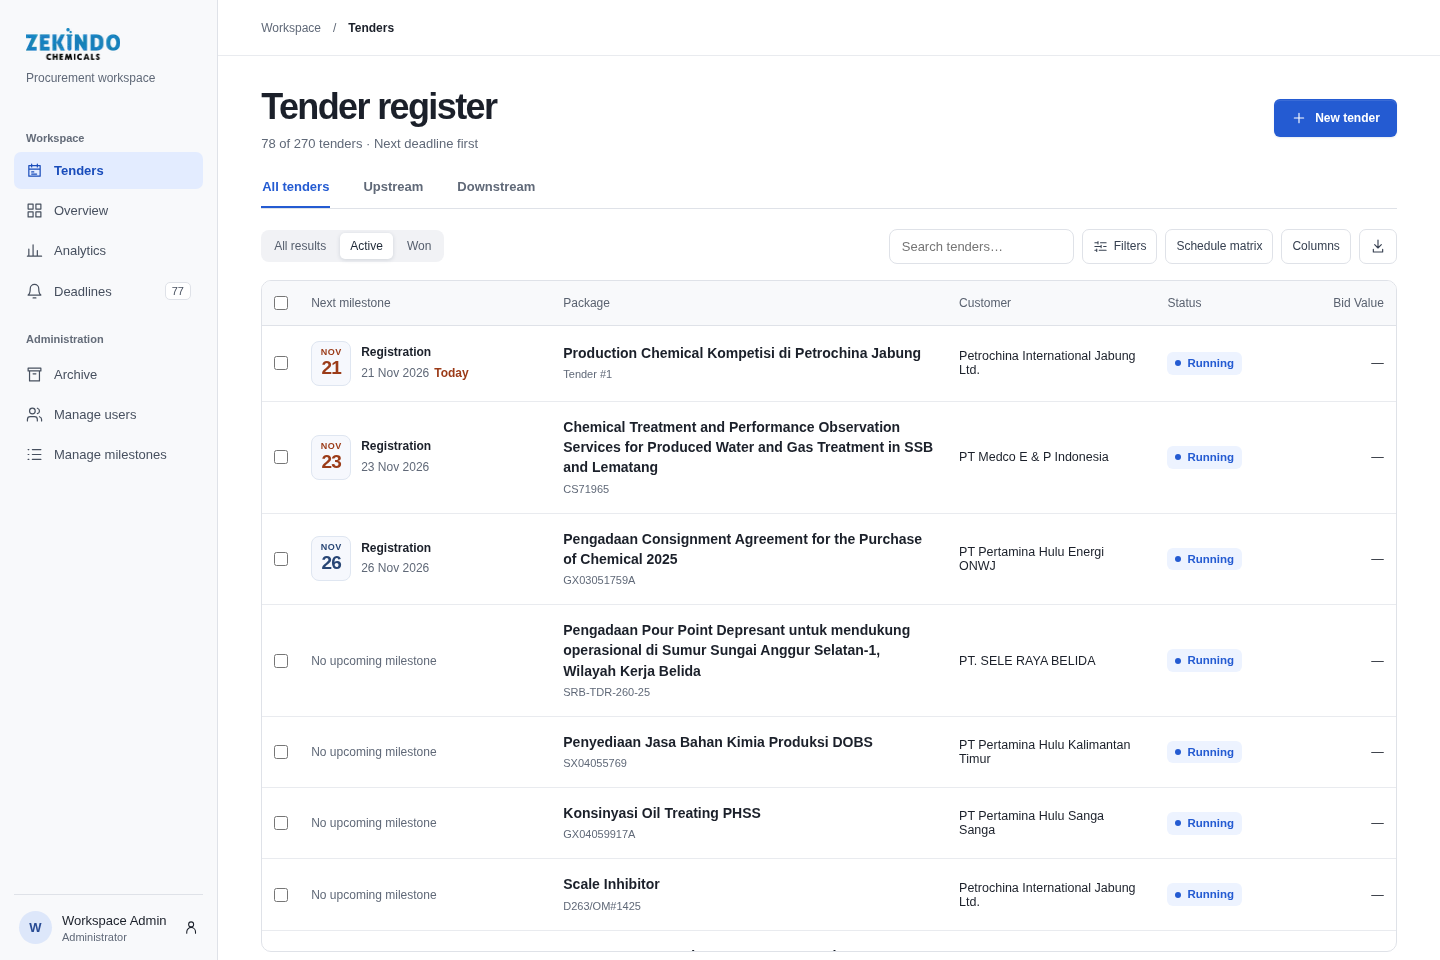 ZEKINDO
CHEMICALS
Procurement workspace
Workspace
Tenders
Overview
Analytics
Deadlines 77
Administration
Archive
Manage users
Manage milestones
W
Workspace Admin
Administrator
Workspace / Tenders
Tender register
78 of 270 tenders · Next deadline first
New tender
All tenders Upstream Downstream
All results Active Won
Search tenders… Filters Schedule matrix Columns
Next milestone Package Customer Status Bid Value
NOV
21
Registration
21 Nov 2026 Today
Production Chemical Kompetisi di Petrochina Jabung
Tender #1
Petrochina International Jabung
Ltd.
Running
—
NOV
23
Registration
23 Nov 2026
Chemical Treatment and Performance Observation
Services for Produced Water and Gas Treatment in SSB
and Lematang
CS71965
PT Medco E & P Indonesia
Running
—
NOV
26
Registration
26 Nov 2026
Pengadaan Consignment Agreement for the Purchase
of Chemical 2025
GX03051759A
PT Pertamina Hulu Energi
ONWJ
Running
—
No upcoming milestone
Pengadaan Pour Point Depresant untuk mendukung
operasional di Sumur Sungai Anggur Selatan-1,
Wilayah Kerja Belida
SRB-TDR-260-25
PT. SELE RAYA BELIDA
Running
—
No upcoming milestone
Penyediaan Jasa Bahan Kimia Produksi DOBS
SX04055769
PT Pertamina Hulu Kalimantan
Timur
Running
—
No upcoming milestone
Konsinyasi Oil Treating PHSS
GX04059917A
PT Pertamina Hulu Sanga
Sanga
Running
—
No upcoming milestone
Scale Inhibitor
D263/OM#1425
Petrochina International Jabung
Ltd.
Running
—